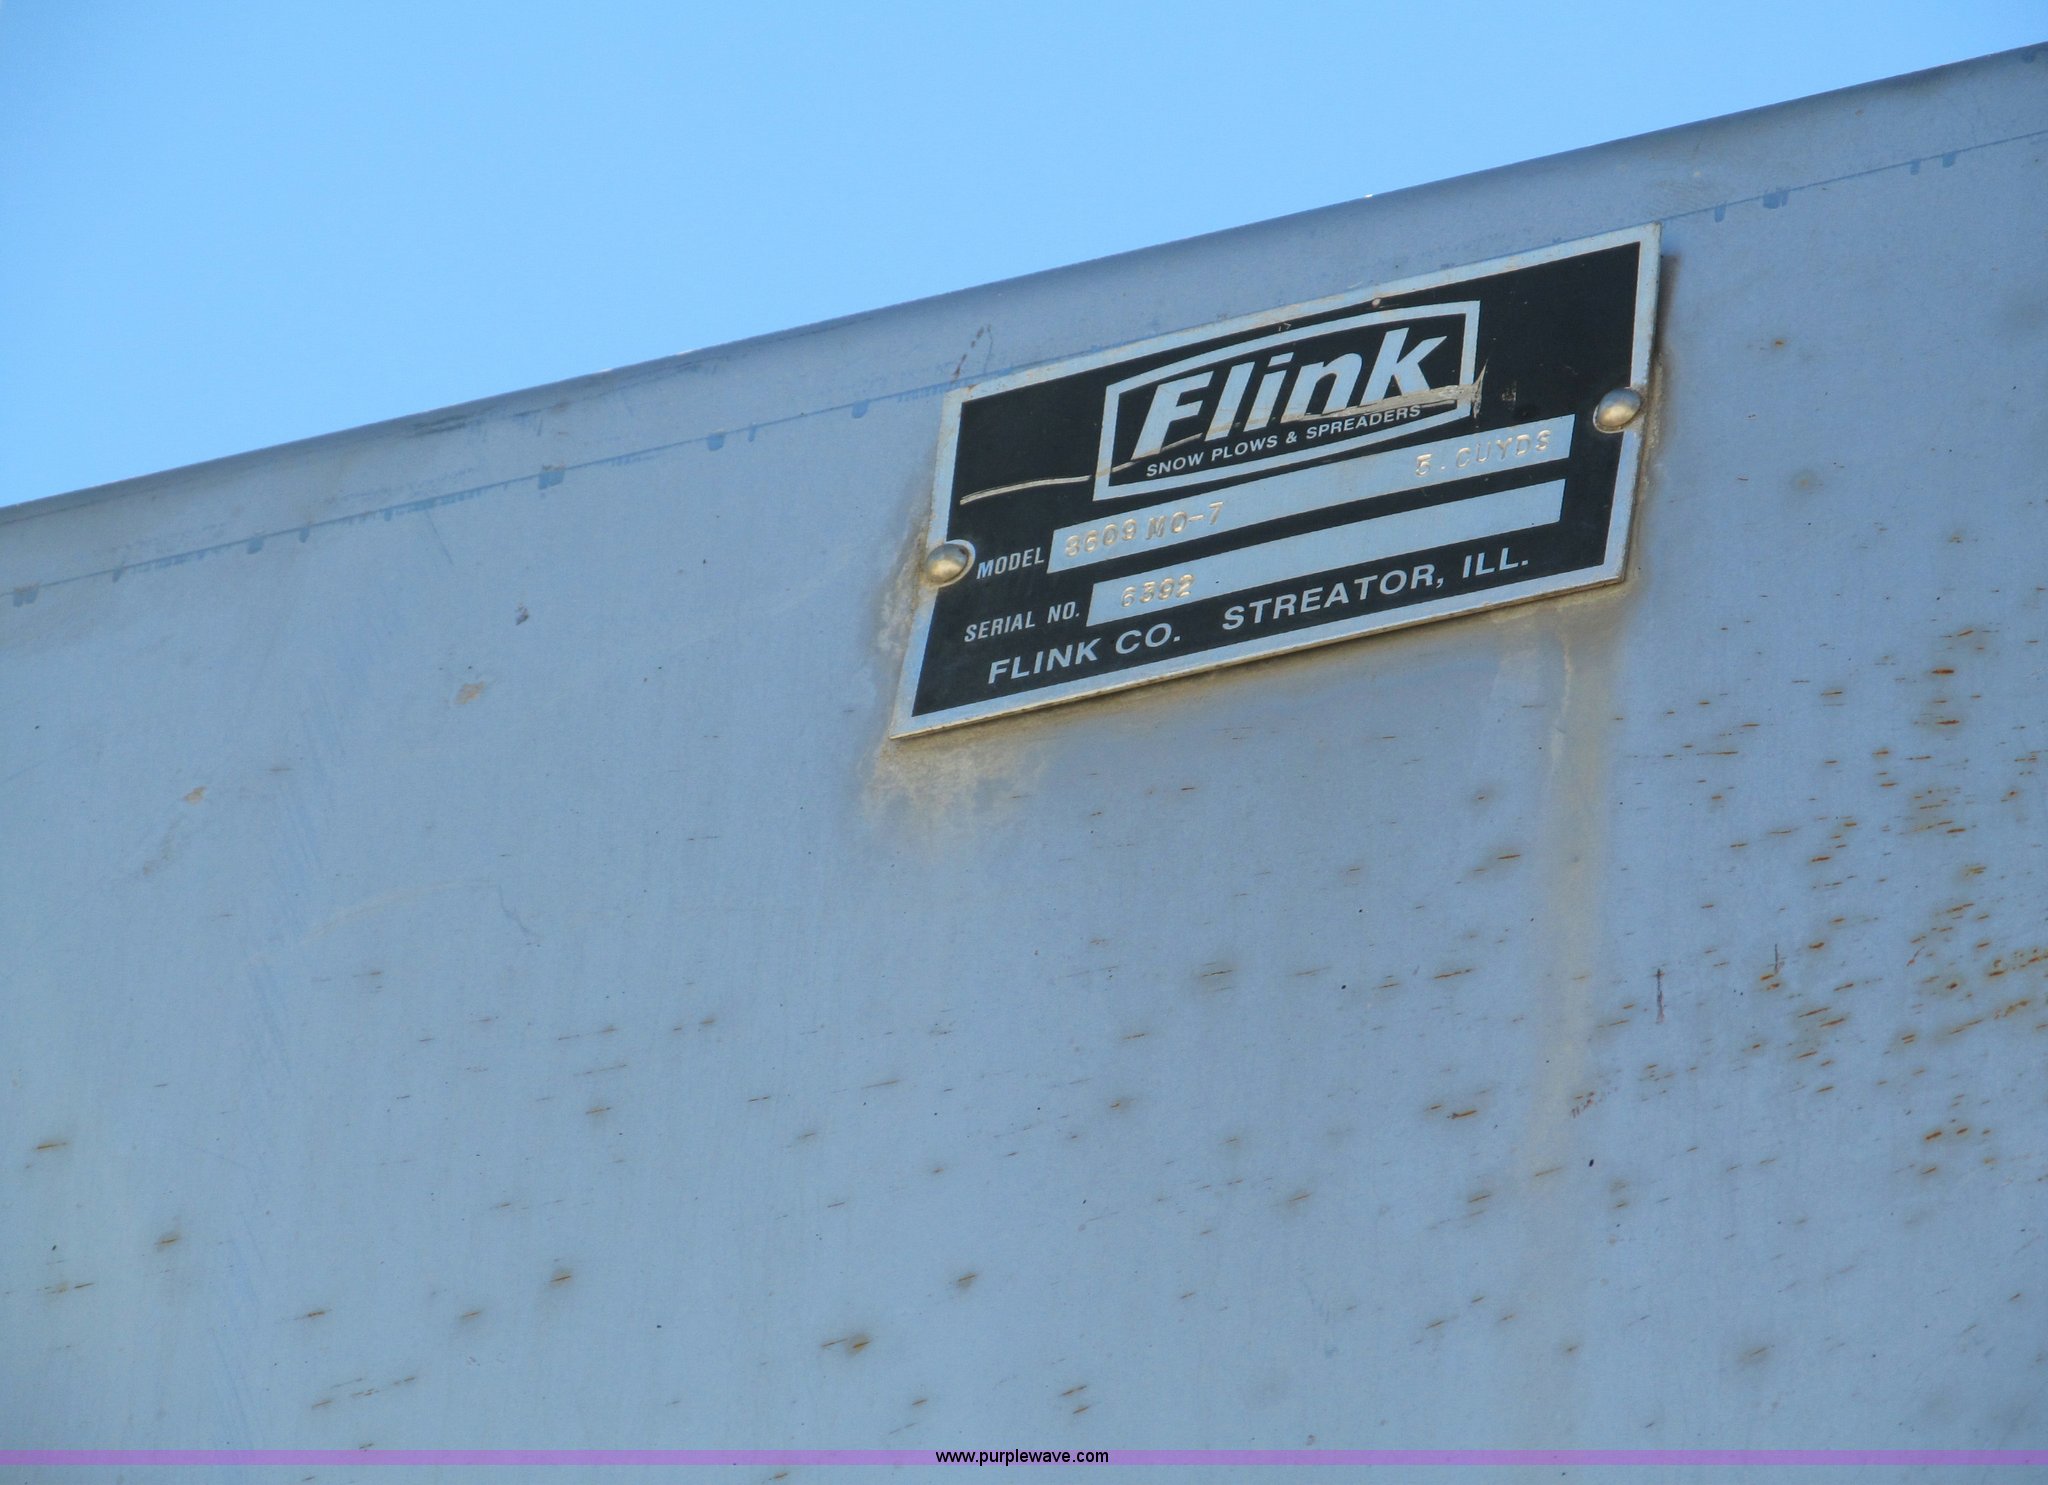 Flink
SNOW PLOWS & SPREADERS
5.CUYDS
MODEL 3609 MO-7
SERIAL NO. 6392
FLINK CO. STREATOR, ILL.
www.purplewave.com